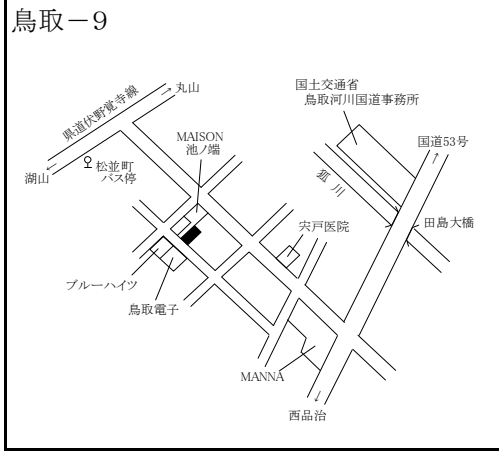 鳥取－9
国土交通省
鳥取河川国道事務所
丸山
県道伏野覚寺線
MAISON
池ノ端
国道53号
湖山
松並町
バス停
狐川
宍戸医院
田島大橋
ブルーハイツ
鳥取電子
MANNA
西品治